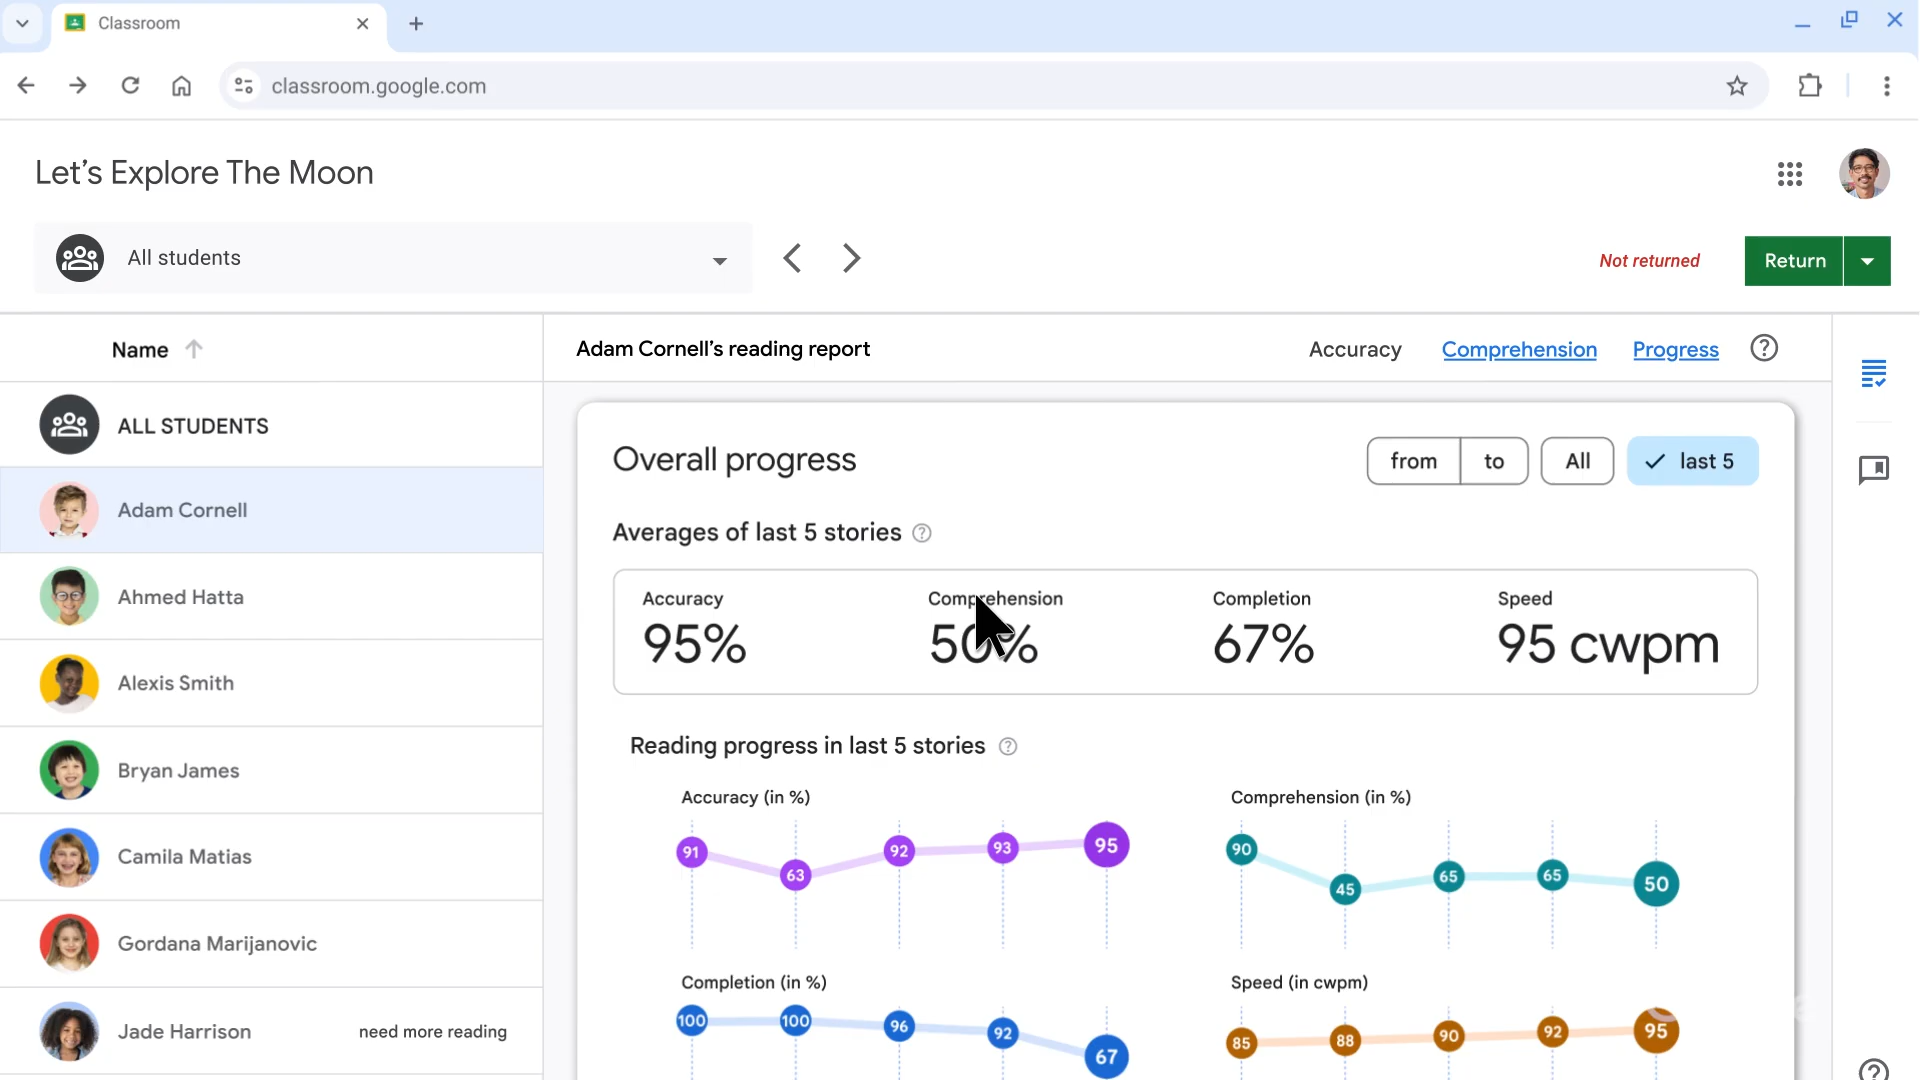 Classroom
classroom.google.com
Let's Explore The Moon
All students
Not returned
Return
Name
Adam Cornell's reading report
Accuracy
Comprehension
Progress
ALL STUDENTS
Adam Cornell
Ahmed Hatta
Alexis Smith
Bryan James
Camila Matias
Gordana Marijanovic
Jade Harrison
need more reading
Overall progress
from
to
All
last 5
Averages of last 5 stories
Accuracy
Comprehension
Completion
Speed
95%
50%
67%
95 cwpm
Reading progress in last 5 stories
Accuracy (in %)
91
63
92
93
95
Comprehension (in %)
90
45
65
65
50
Completion (in %)
100
100
96
92
67
Speed (in cwpm)
85
88
90
92
95